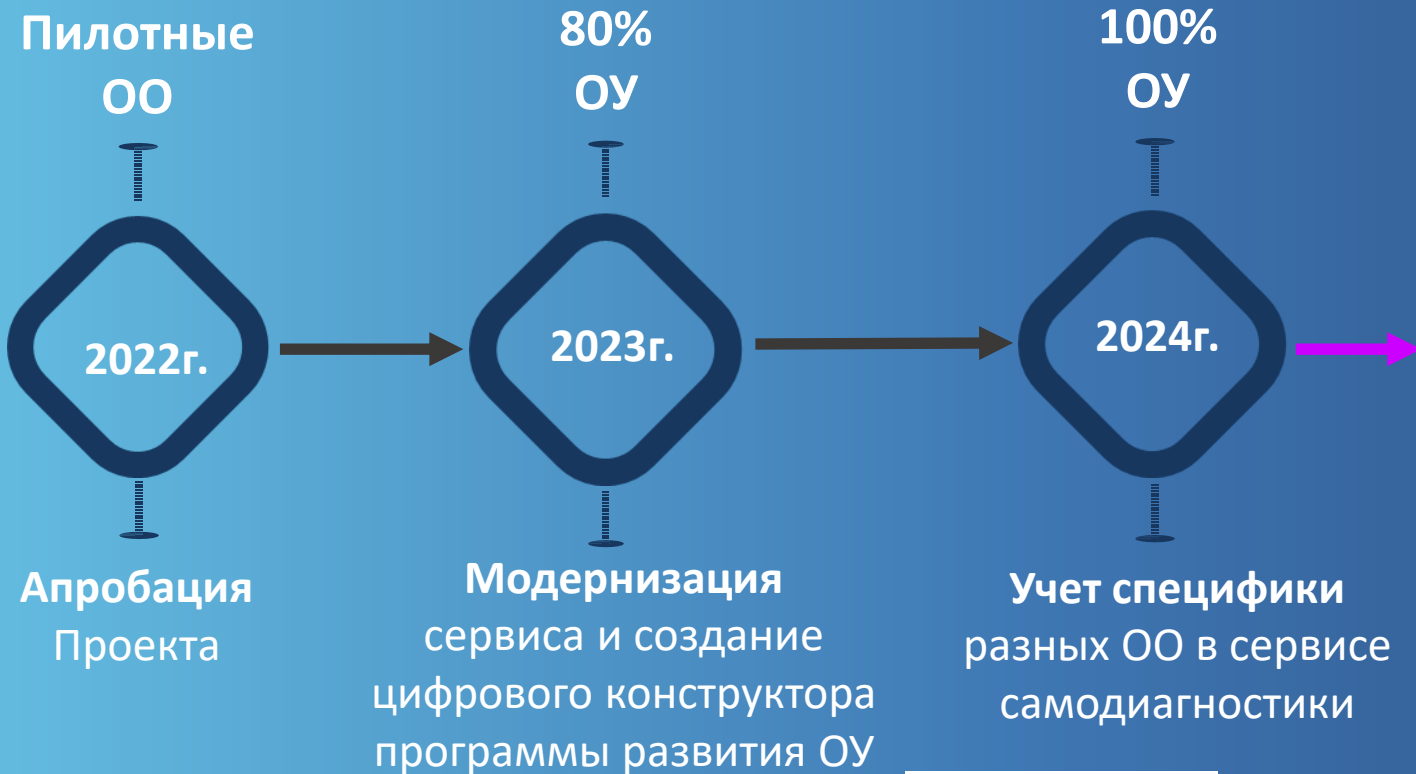 Пилотные
ОО
80%
ОУ
100%
ОУ
2022г.
2023г.
2024г.
Апробация
Проекта
Модернизация
сервиса и создание
цифрового конструктора
программы развития ОУ
Учет специфики
разных ОО в сервисе
самодиагностики